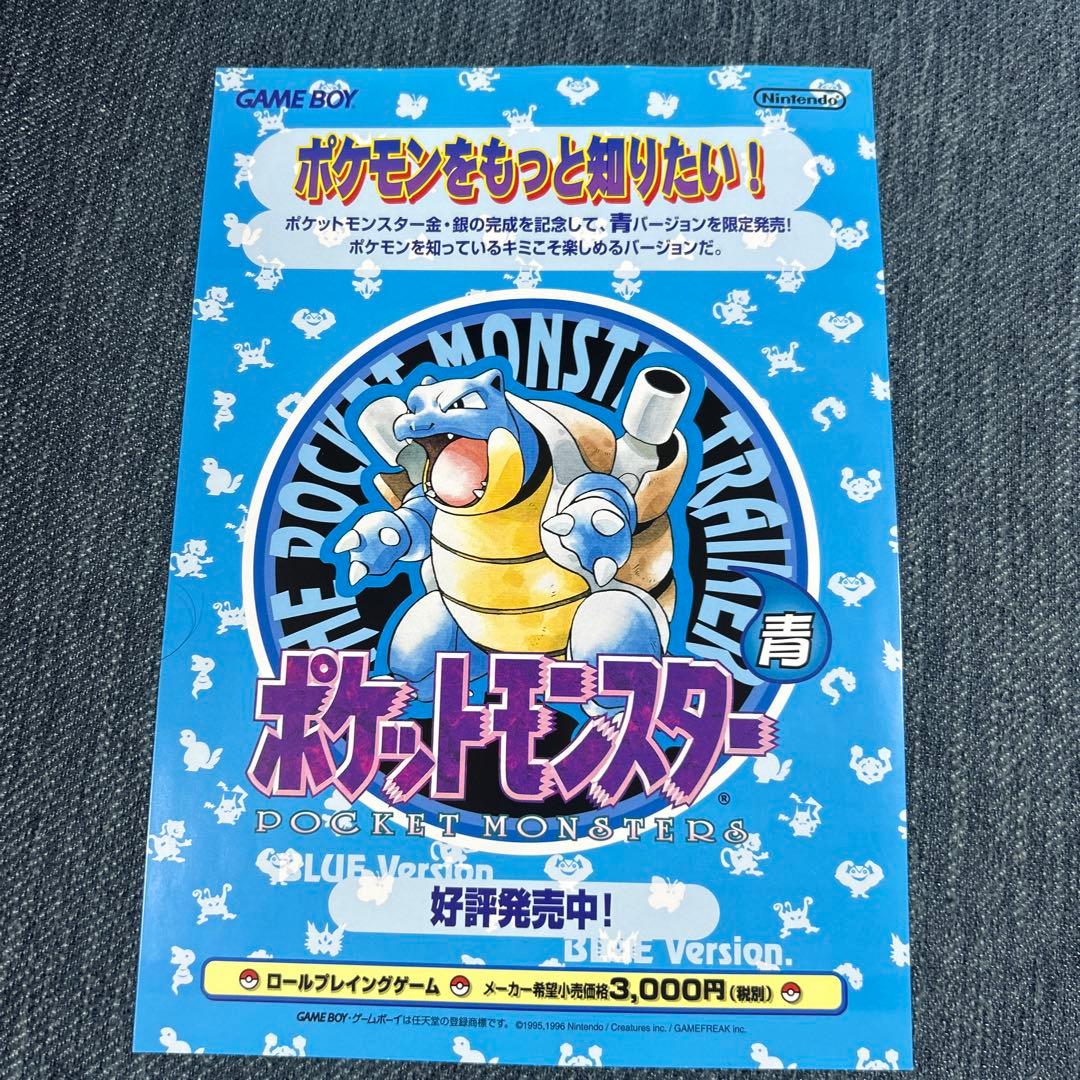 GAME BOY
Nintendo®
ポケモンをもっと知りたい！
ポケットモンスター金・銀の完成を記念して、青バージョンを限定発売！
ポケモンを知っているキミこそ楽しめるバージョンだ。
THE POCKET MONSTER TRAINER
青
ポケットモンスター
®
POCKET MONSTERS
BLUE Version.
好評発売中！
BLUE Version.
ロールプレイングゲーム メーカー希望小売価格3,000円（税別）
GAME BOY・ゲームボーイは任天堂の登録商標です。 ©1995,1996 Nintendo / Creatures inc. / GAMEFREAK inc.